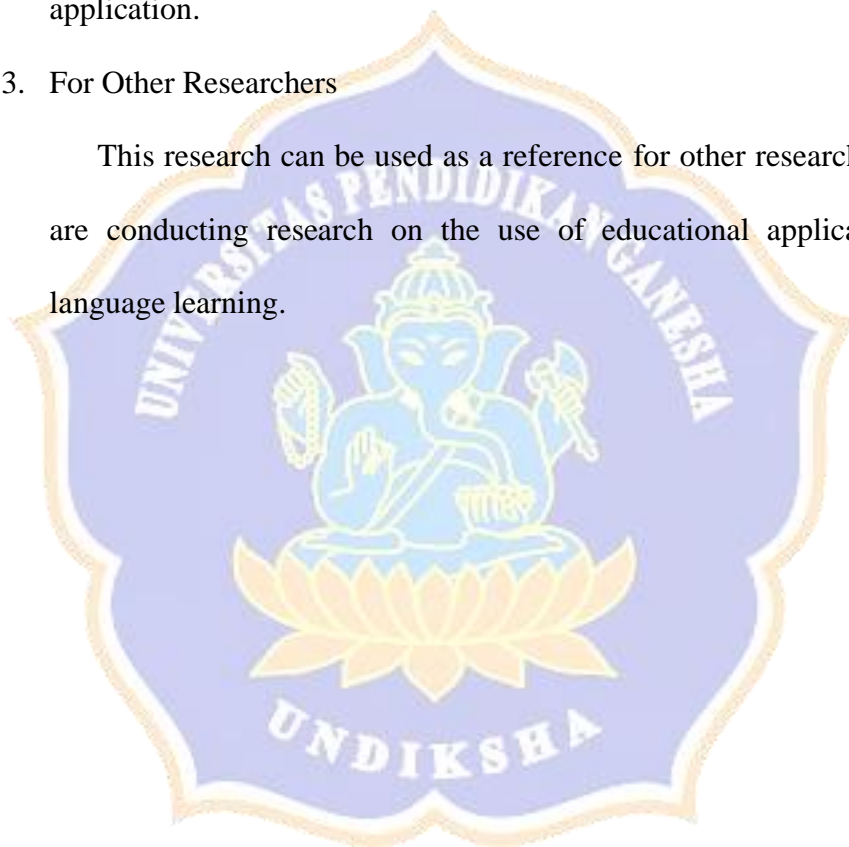 application.
3. For Other Researchers
This research can be used as a reference for other research
are conducting research on the use of educational applica
language learning.
UNIVERSITAS PENDIDIKAN GANESHA
UNDIKSHA